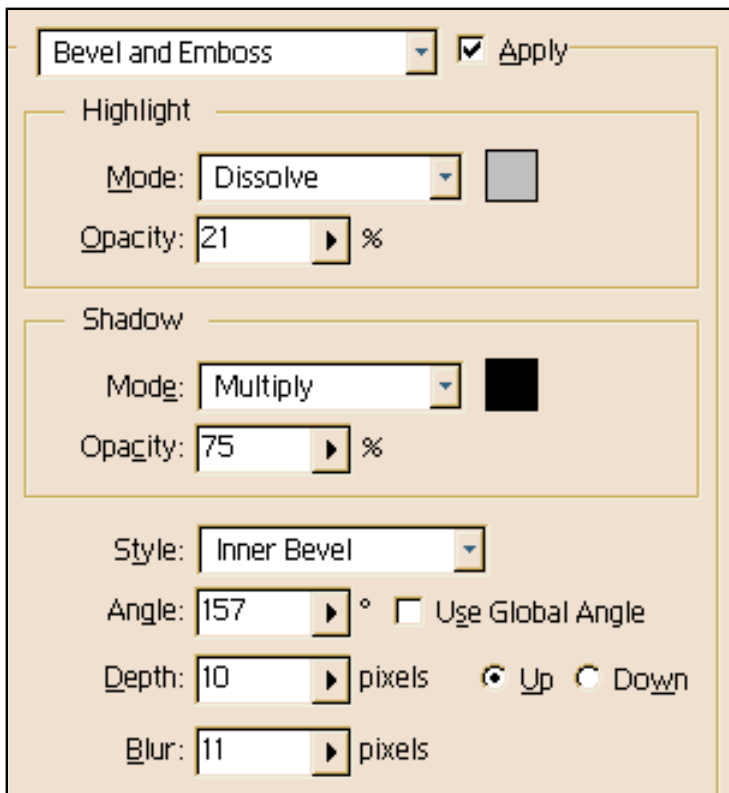 Bevel and Emboss Apply
Highlight
Mode: Dissolve
Opacity: 21 %
Shadow
Mode: Multiply
Opacity: 75 %
Style: Inner Bevel
Angle: 157 ° Use Global Angle
Depth: 10 pixels Up Down
Blur: 11 pixels